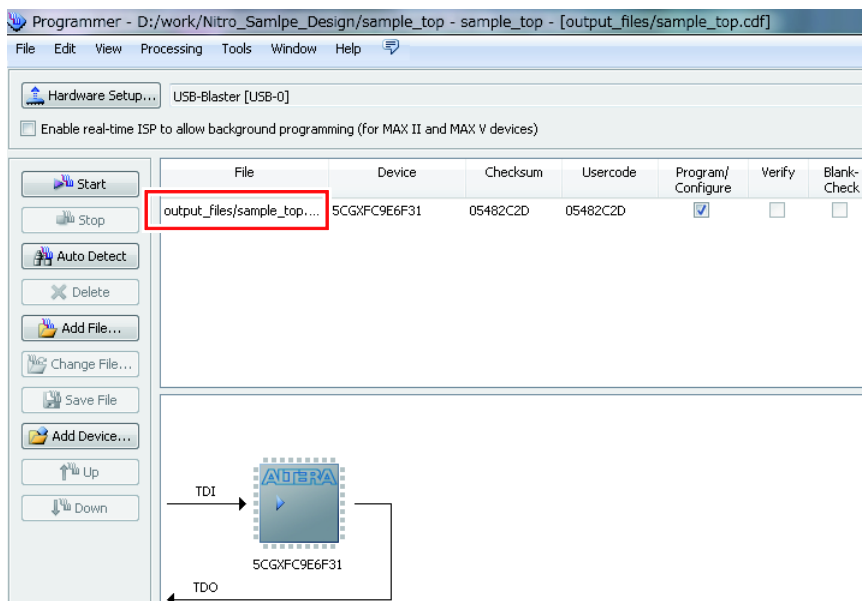 Programmer - D:/work/Nitro_Samlpe_Design/sample_top - sample_top - [output_files/sample_top.cdf]
File Edit View Processing Tools Window Help
Hardware Setup... USB-Blaster [USB-0]
Enable real-time ISP to allow background programming (for MAX II and MAX V devices)
File Device Checksum Usercode Program/ Configure Verify Blank- Check
output_files/sample_top.... 5CGXFC9E6F31 05482C2D 05482C2D
Start
Stop
Auto Detect
Delete
Add File...
Change File...
Save File
Add Device...
Up
Down
ALTERA
TDI
5CGXFC9E6F31
TDO